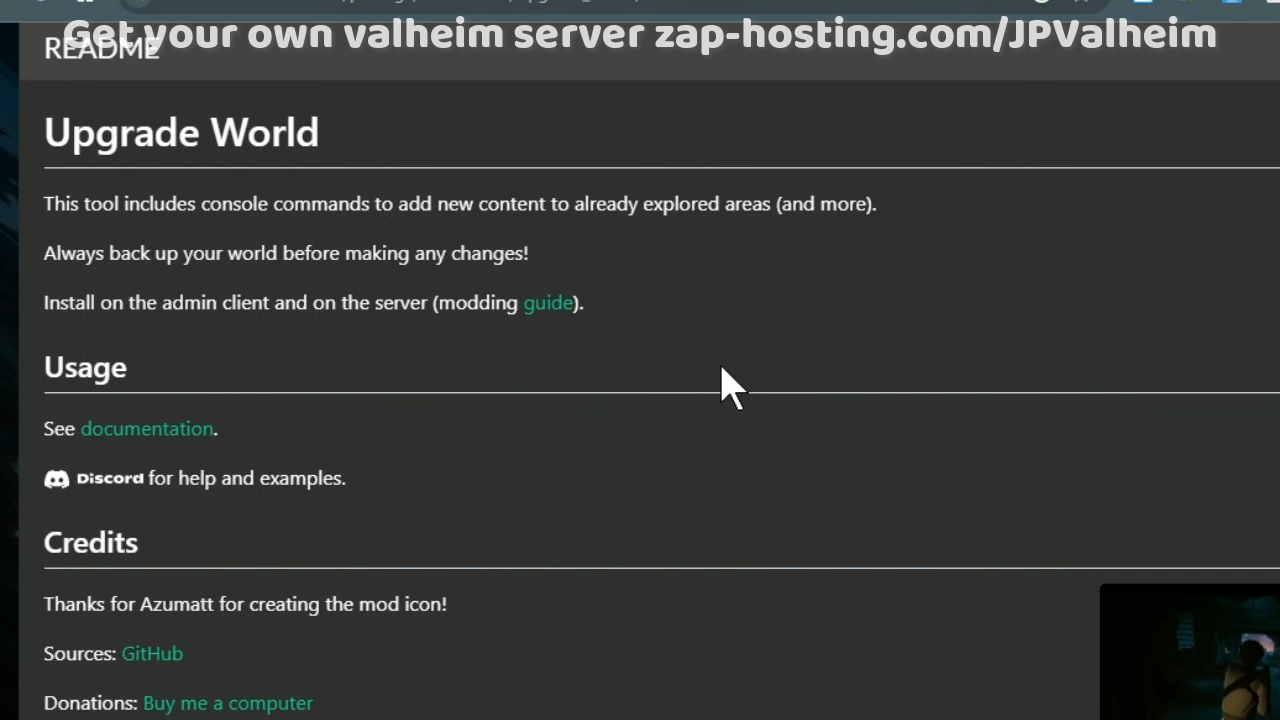 Get your own valheim server zap-hosting.com/JPValheim
README
Upgrade World
This tool includes console commands to add new content to already explored areas (and more).
Always back up your world before making any changes!
Install on the admin client and on the server (modding guide).
Usage
See documentation.
Discord for help and examples.
Credits
Thanks for Azumatt for creating the mod icon!
Sources: GitHub
Donations: Buy me a computer